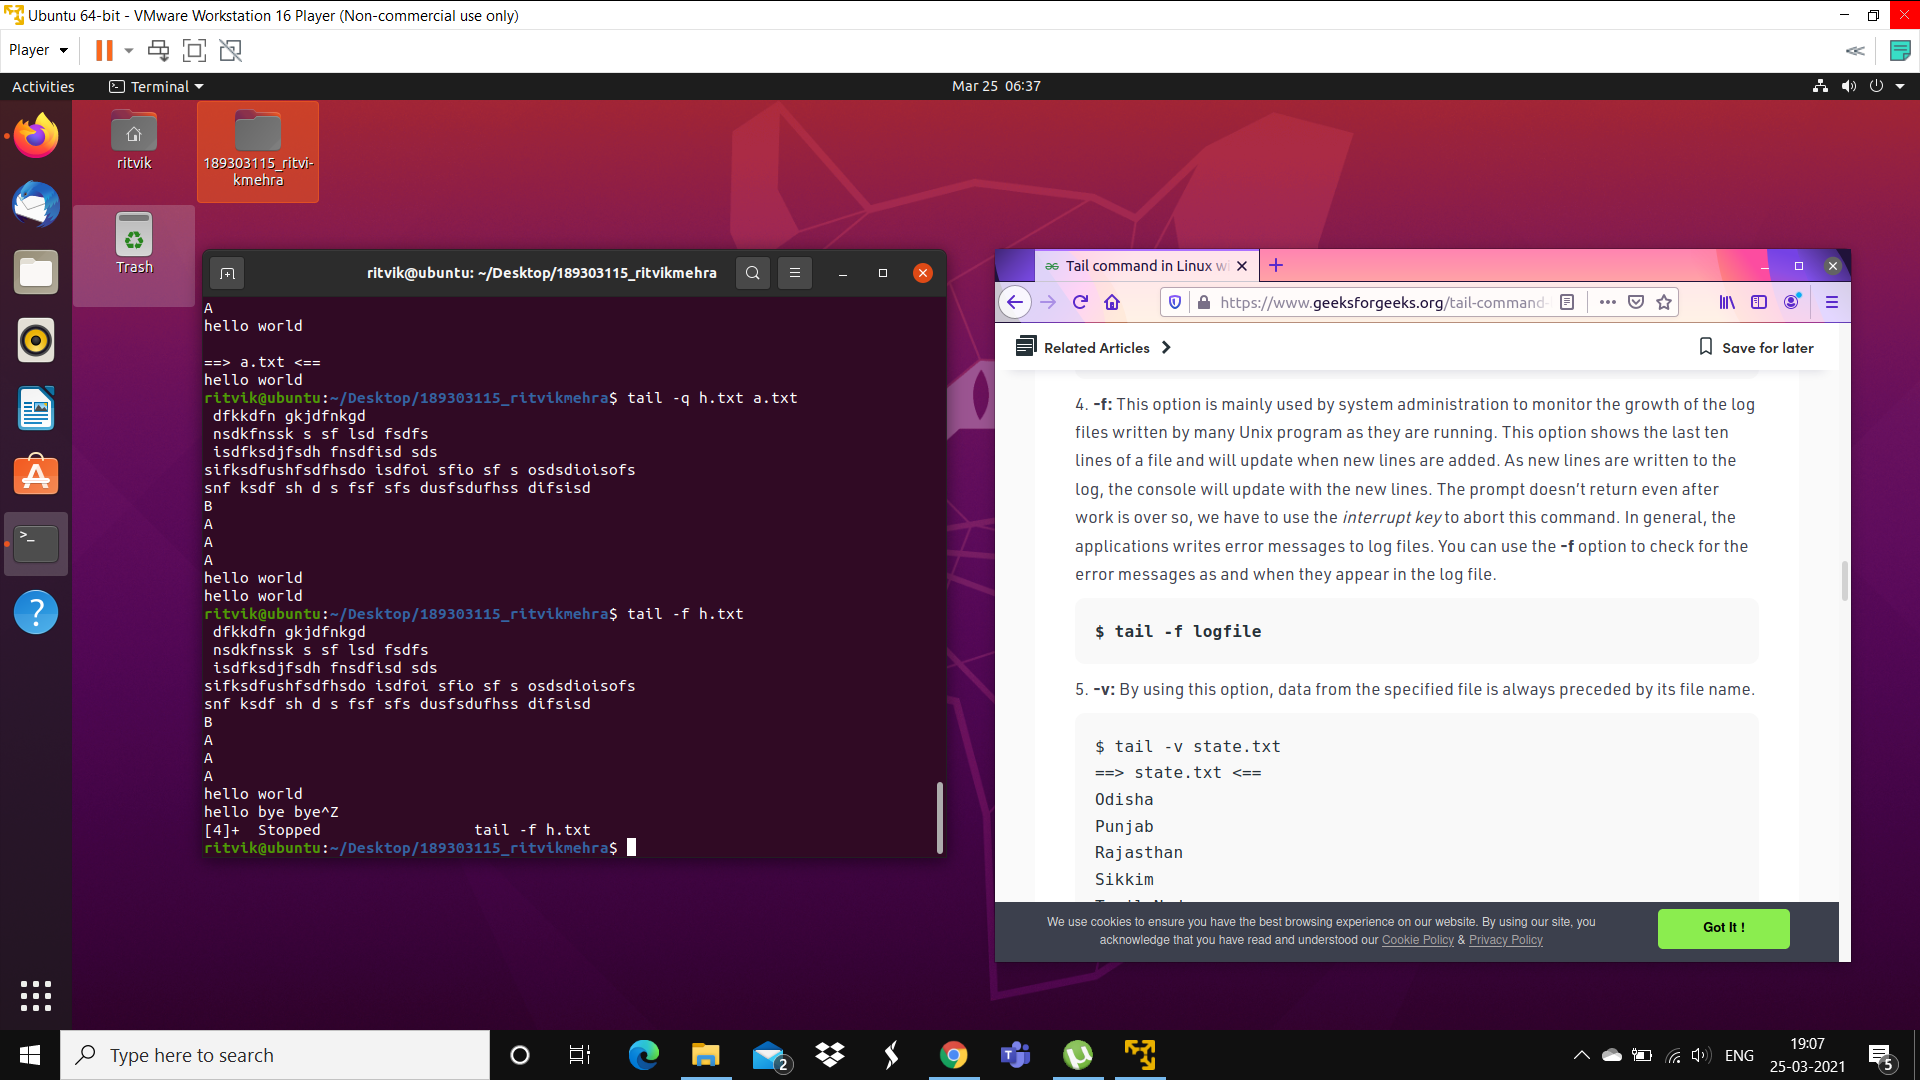 Ubuntu 64-bit - VMware Workstation 16 Player (Non-commercial use only)
Player
Activities
Terminal
Mar 25 06:37
ritvik
189303115_ritvi-
kmehra
Trash
ritvik@ubuntu: ~/Desktop/189303115_ritvikmehra
A
hello world
==> a.txt <==
hello world
ritvik@ubuntu:~/Desktop/189303115_ritvikmehra$ tail -q h.txt a.txt
dfkkdfn gkjdfnkgd
nsdkfnssk s sf lsd fsdfs
isdfksdjfsdh fnsdfisd sds
sifksdfushfsdfhsdo isdfoi sfio sf s osdsdioisofs
snf ksdf sh d s fsf sfs dusfsdufhss difsisd
B
A
A
A
hello world
hello world
ritvik@ubuntu:~/Desktop/189303115_ritvikmehra$ tail -f h.txt
dfkkdfn gkjdfnkgd
nsdkfnssk s sf lsd fsdfs
isdfksdjfsdh fnsdfisd sds
sifksdfushfsdfhsdo isdfoi sfio sf s osdsdioisofs
snf ksdf sh d s fsf sfs dusfsdufhss difsisd
B
A
A
A
hello world
hello bye bye^Z
[4]+  Stopped                 tail -f h.txt
ritvik@ubuntu:~/Desktop/189303115_ritvikmehra$
Tail command in Linux wi
https://www.geeksforgeeks.org/tail-command-
Related Articles
Save for later
4. -f: This option is mainly used by system administration to monitor the growth of the log
files written by many Unix program as they are running. This option shows the last ten
lines of a file and will update when new lines are added. As new lines are written to the
log, the console will update with the new lines. The prompt doesn’t return even after
work is over so, we have to use the interrupt key to abort this command. In general, the
applications writes error messages to log files. You can use the -f option to check for the
error messages as and when they appear in the log file.
$ tail -f logfile
5. -v: By using this option, data from the specified file is always preceded by its file name.
$ tail -v state.txt
==> state.txt <==
Odisha
Punjab
Rajasthan
Sikkim
We use cookies to ensure you have the best browsing experience on our website. By using our site, you
acknowledge that you have read and understood our Cookie Policy & Privacy Policy
Got It !
Type here to search
2
ENG
19:07
25-03-2021
5